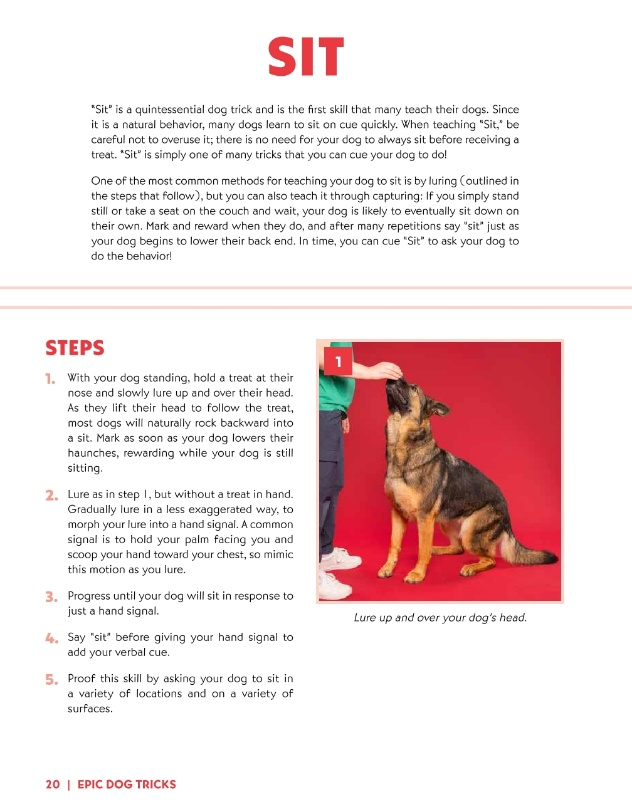 SIT
"Sit" is a quintessential dog trick and is the first skill that many teach their dogs. Since
it is a natural behavior, many dogs learn to sit on cue quickly. When teaching "Sit," be
careful not to overuse it; there is no need for your dog to always sit before receiving a
treat. "Sit" is simply one of many tricks that you can cue your dog to do!
One of the most common methods for teaching your dog to sit is by luring (outlined in
the steps that follow), but you can also teach it through capturing: If you simply stand
still or take a seat on the couch and wait, your dog is likely to eventually sit down on
their own. Mark and reward when they do, and after many repetitions say "sit" just as
your dog begins to lower their back end. In time, you can cue "Sit" to ask your dog to
do the behavior!
STEPS
1. With your dog standing, hold a treat at their
nose and slowly lure up and over their head.
As they lift their head to follow the treat,
most dogs will naturally rock backward into
a sit. Mark as soon as your dog lowers their
haunches, rewarding while your dog is still
sitting.
2. Lure as in step 1, but without a treat in hand.
Gradually lure in a less exaggerated way, to
morph your lure into a hand signal. A common
signal is to hold your palm facing you and
scoop your hand toward your chest, so mimic
this motion as you lure.
3. Progress until your dog will sit in response to
just a hand signal.
4. Say "sit" before giving your hand signal to
add your verbal cue.
5. Proof this skill by asking your dog to sit in
a variety of locations and on a variety of
surfaces.
1
Lure up and over your dog's head.
20 | EPIC DOG TRICKS